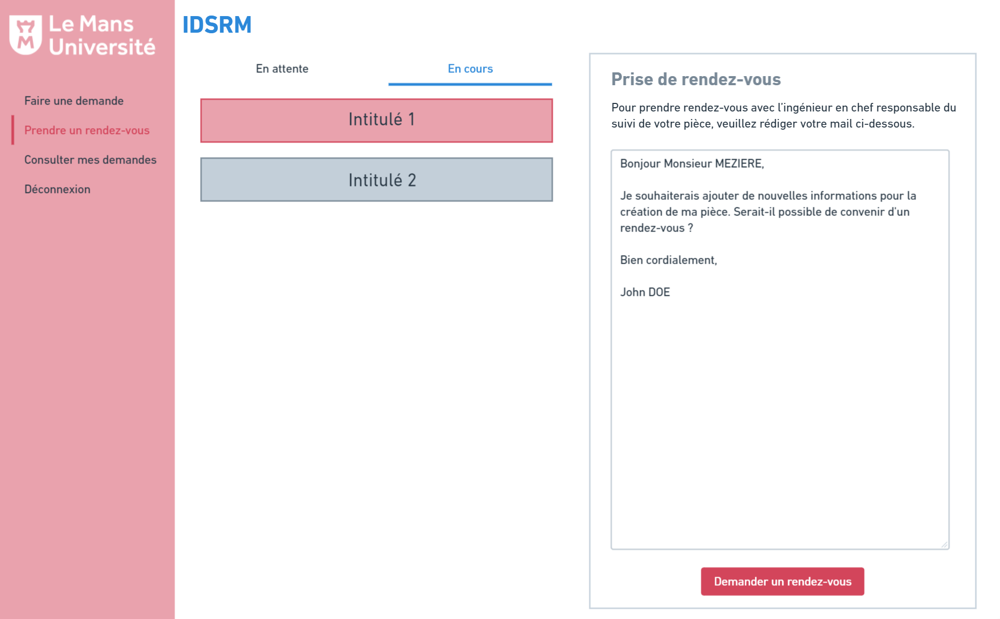 Le Mans
Université
Faire une demande
Prendre un rendez-vous
Consulter mes demandes
Déconnexion
IDSRM
En attente
En cours
Intitulé 1
Intitulé 2
Prise de rendez-vous
Pour prendre rendez-vous avec l’ingénieur en chef responsable du
suivi de votre pièce, veuillez rédiger votre mail ci-dessous.
Bonjour Monsieur MEZIERE,
Je souhaiterais ajouter de nouvelles informations pour la
création de ma pièce. Serait-il possible de convenir d'un
rendez-vous ?
Bien cordialement,
John DOE
Demander un rendez-vous